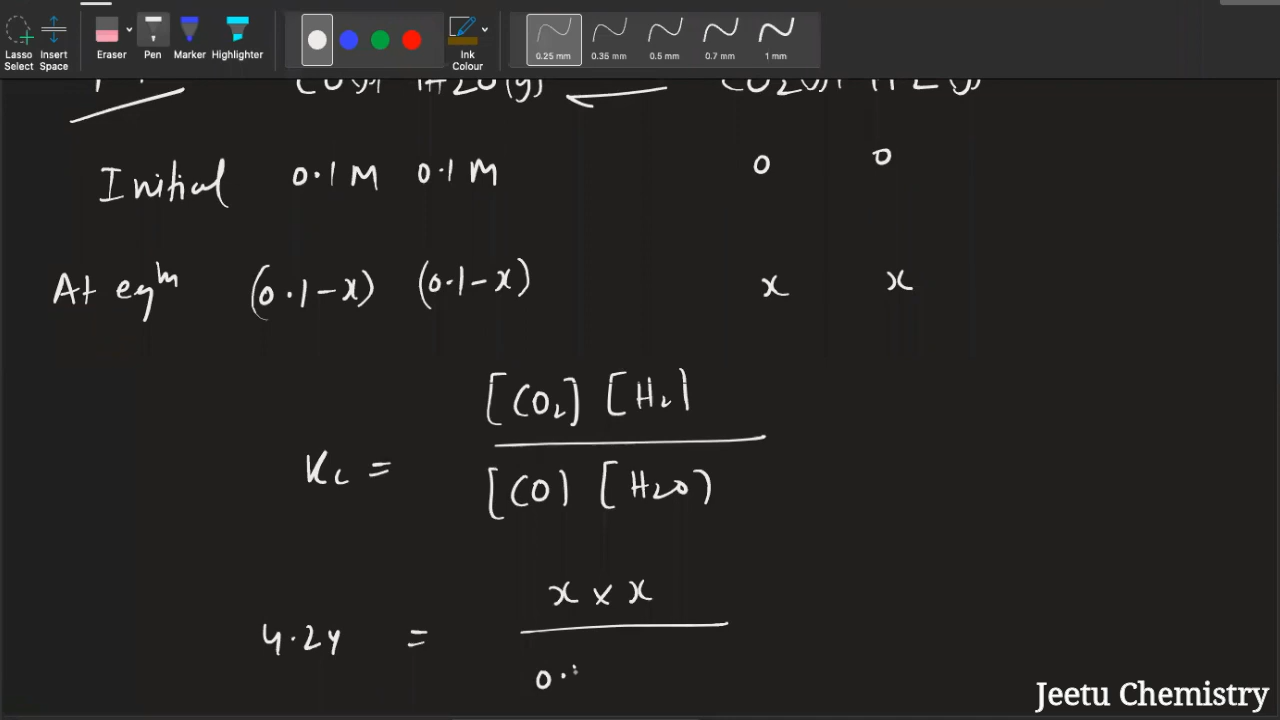 Lasso Select Insert Space Eraser Pen Marker Highlighter Ink Colour 0.25 mm 0.35 mm 0.5 mm 0.7 mm 1 mm
Initial 0.1 M 0.1 M 0 0
At eqᵐ (0.1-x) (0.1-x) x x
[CO₂] [H₂]
Kc =
[CO) [H2O)
x × x
4.24 =
0.
Jeetu Chemistry